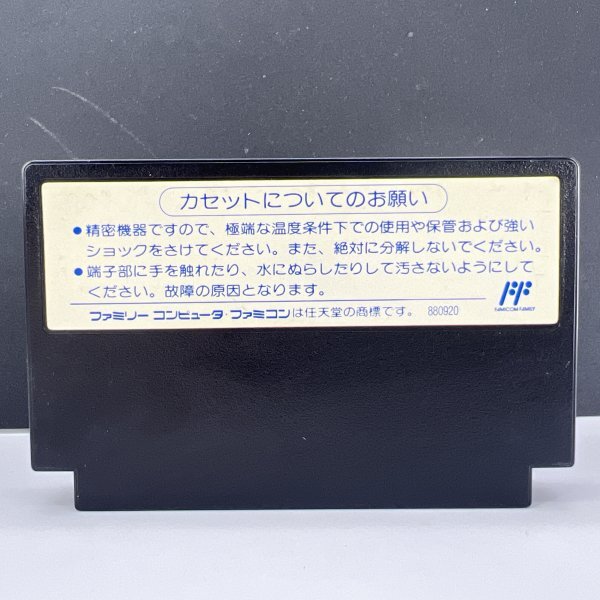 カセットについてのお願い
●精密機器ですので、極端な温度条件下での使用や保管および強い
ショックをさけてください。また、絶対に分解しないでください。
●端子部に手を触れたり、水にぬらしたりして汚さないようにして
ください。故障の原因となります。
FAMICOM FAMILY
ファミリー コンピュータ・ファミコンは任天堂の商標です。 880920